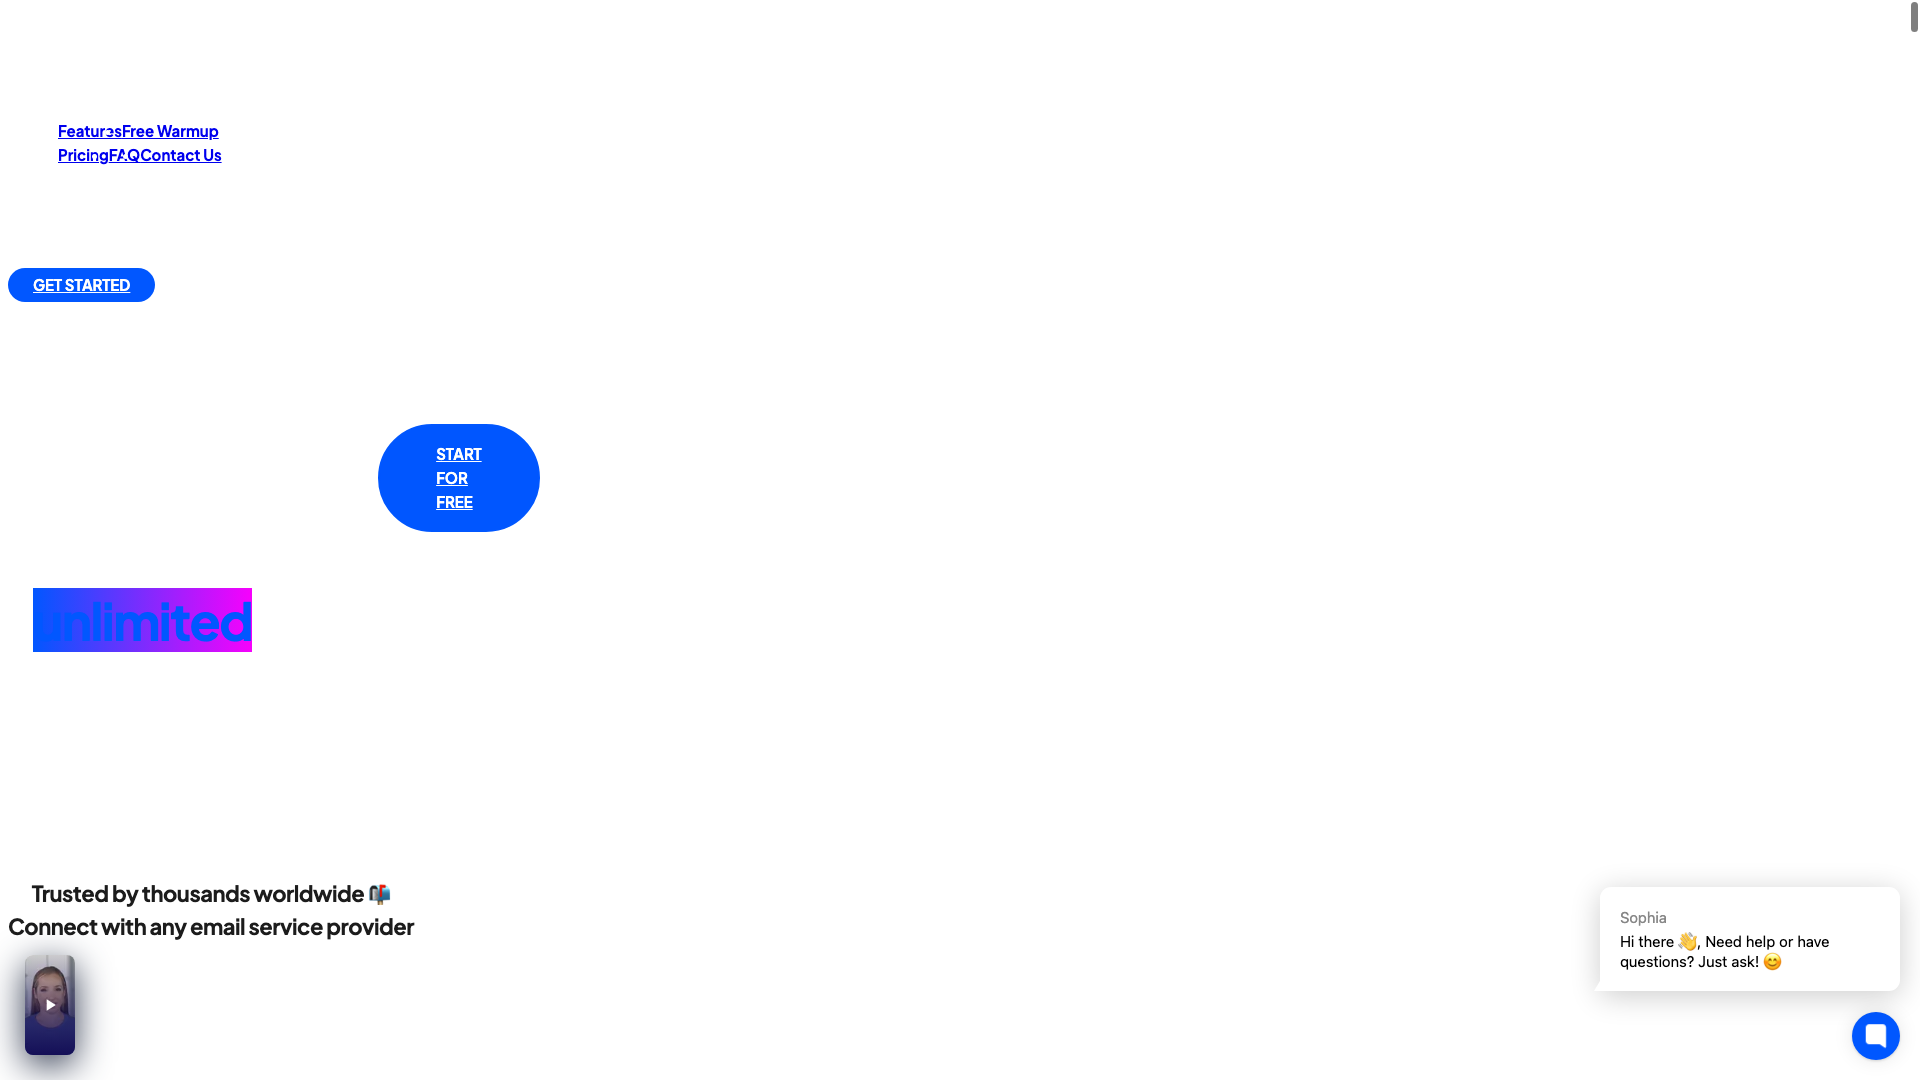 FeaturesFree Warmup
PricingFAQContact Us
GET STARTED
START
FOR
FREE
unlimited
Trusted by thousands worldwide 📬
Connect with any email service provider
Sophia
Hi there 👋, Need help or have
questions? Just ask! 😊